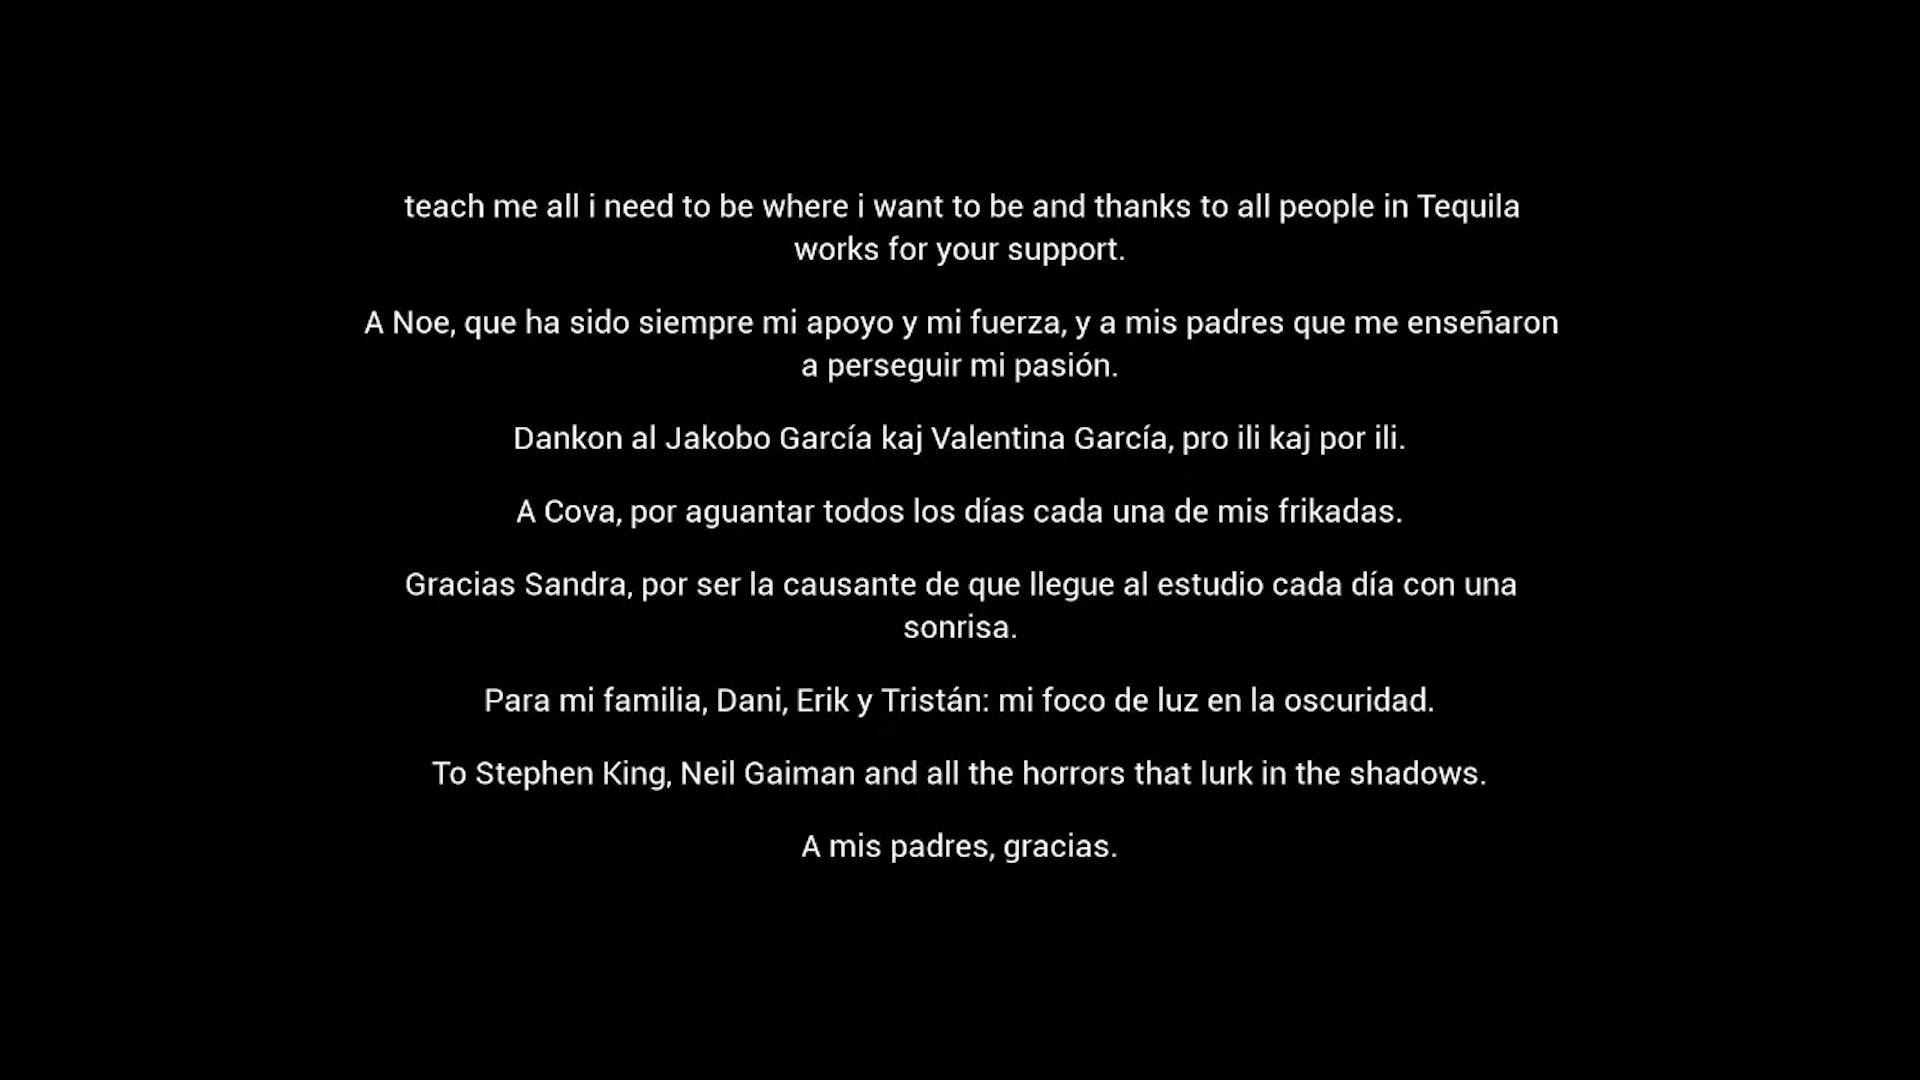 teach me all i need to be where i want to be and thanks to all people in Tequila
works for your support.
A Noe, que ha sido siempre mi apoyo y mi fuerza, y a mis padres que me enseñaron
a perseguir mi pasión.
Dankon al Jakobo García kaj Valentina García, pro ili kaj por ili.
A Cova, por aguantar todos los días cada una de mis frikadas.
Gracias Sandra, por ser la causante de que llegue al estudio cada día con una
sonrisa.
Para mi familia, Dani, Erik y Tristán: mi foco de luz en la oscuridad.
To Stephen King, Neil Gaiman and all the horrors that lurk in the shadows.
A mis padres, gracias.